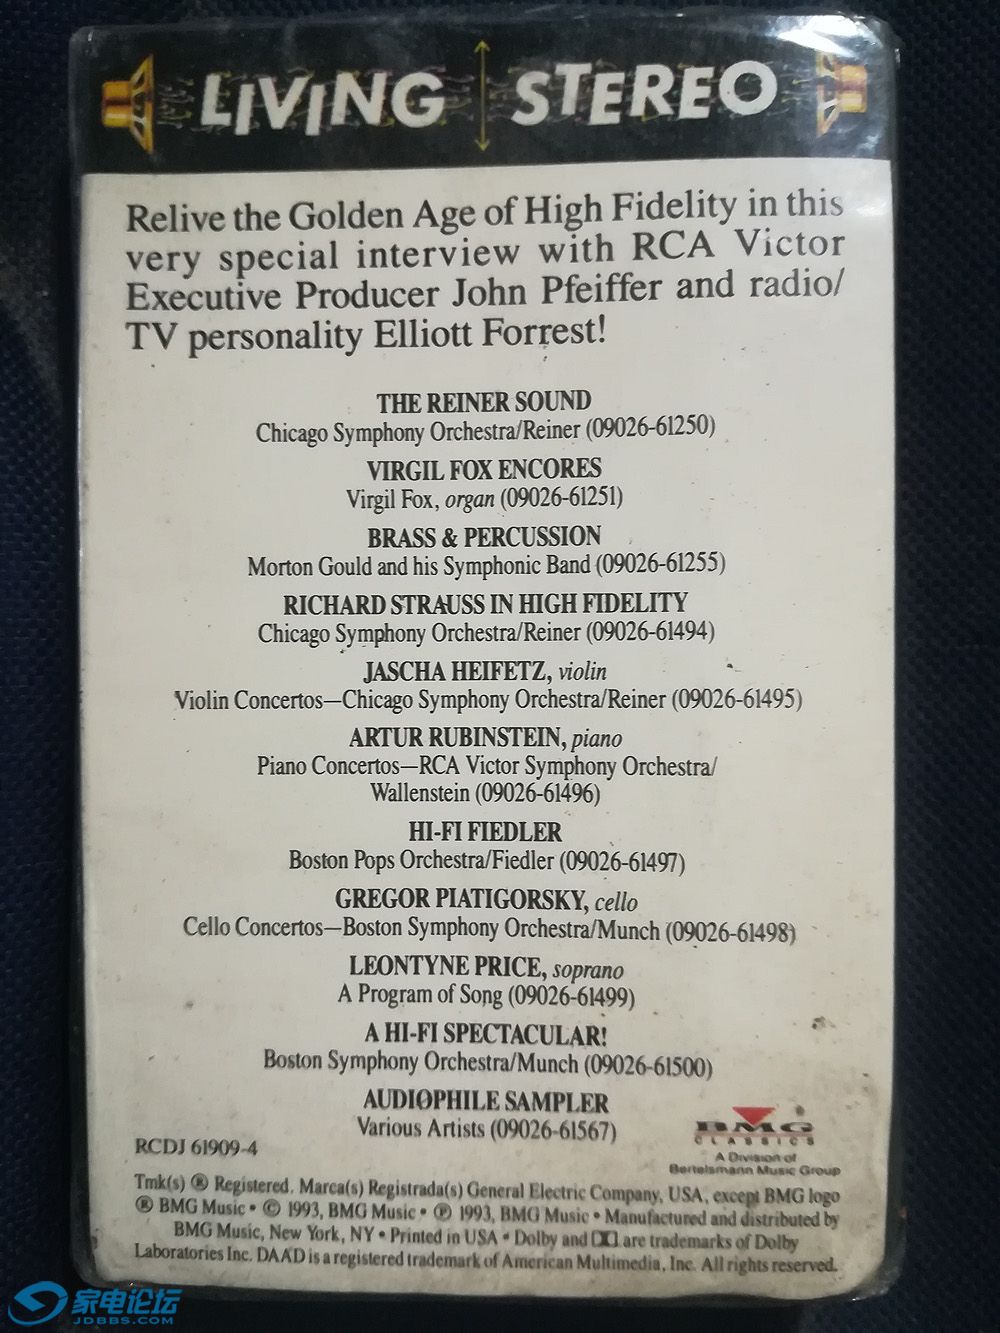 LIVING STEREO
Relive the Golden Age of High Fidelity in this
very special interview with RCA Victor
Executive Producer John Pfeiffer and radio/
TV personality Elliott Forrest!
THE REINER SOUND
Chicago Symphony Orchestra/Reiner (09026-61250)
VIRGIL FOX ENCORES
Virgil Fox, organ (09026-61251)
BRASS & PERCUSSION
Morton Gould and his Symphonic Band (09026-61255)
RICHARD STRAUSS IN HIGH FIDELITY
Chicago Symphony Orchestra/Reiner (09026-61494)
JASCHA HEIFETZ, violin
Violin Concertos—Chicago Symphony Orchestra/Reiner (09026-61495)
ARTUR RUBINSTEIN, piano
Piano Concertos—RCA Victor Symphony Orchestra/
Wallenstein (09026-61496)
HI-FI FIEDLER
Boston Pops Orchestra/Fiedler (09026-61497)
GREGOR PIATIGORSKY, cello
Cello Concertos—Boston Symphony Orchestra/Munch (09026-61498)
LEONTYNE PRICE, soprano
A Program of Song (09026-61499)
A HI-FI SPECTACULAR!
Boston Symphony Orchestra/Munch (09026-61500)
AUDIOPHILE SAMPLER
Various Artists (09026-61567)
RCDJ 61909-4
BMG
CLASSICS
A Division of
Bertelsmann Music Group
Tmk(s) ® Registered. Marca(s) Registrada(s) General Electric Company, USA, except BMG logo
® BMG Music • © 1993, BMG Music • ℗ 1993, BMG Music • Manufactured and distributed by
BMG Music, New York, NY • Printed in USA • Dolby and are trademarks of Dolby
Laboratories Inc. DAAD is a registered trademark of American Multimedia, Inc. All rights reserved.
家电论坛
JDBBS.COM